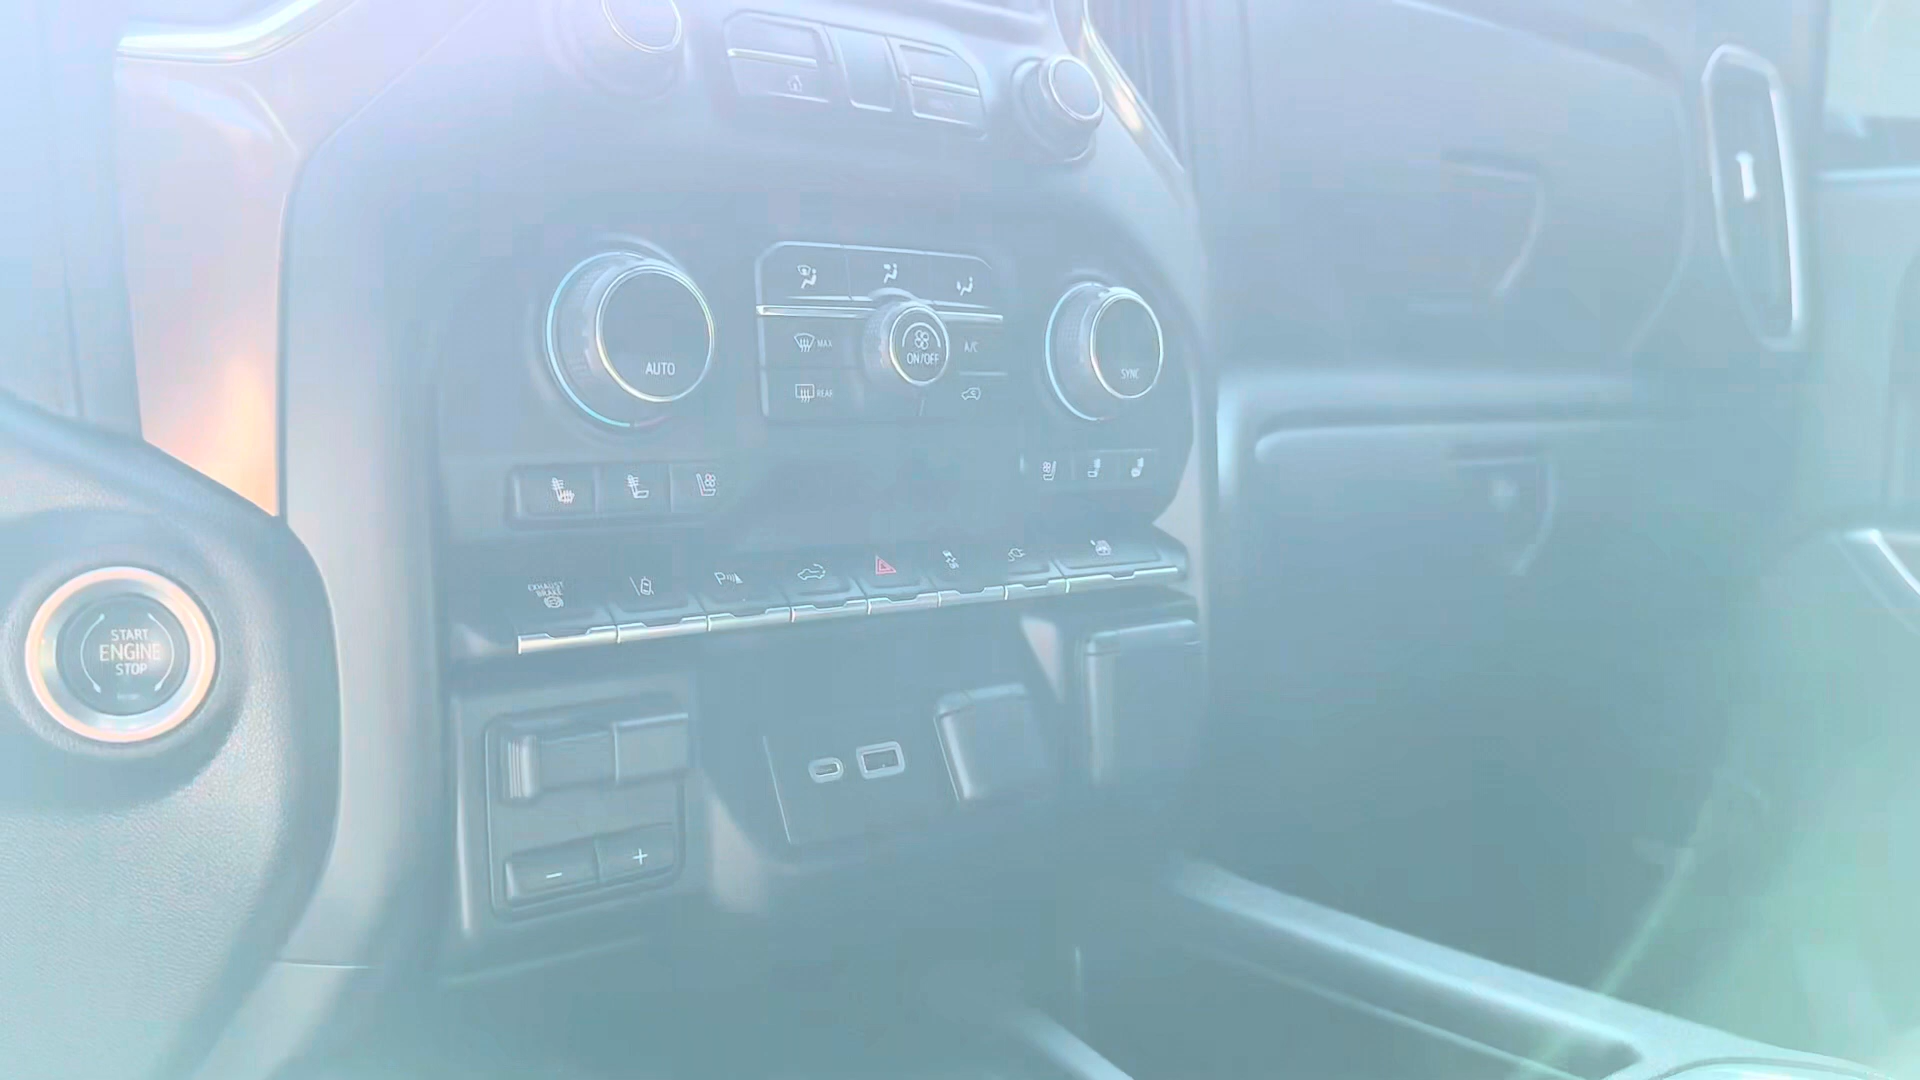 AUTO
MAX
REAR
ON/OFF
A/C
SYNC
EXHAUST
BRAKE
P
START
ENGINE
STOP
- +